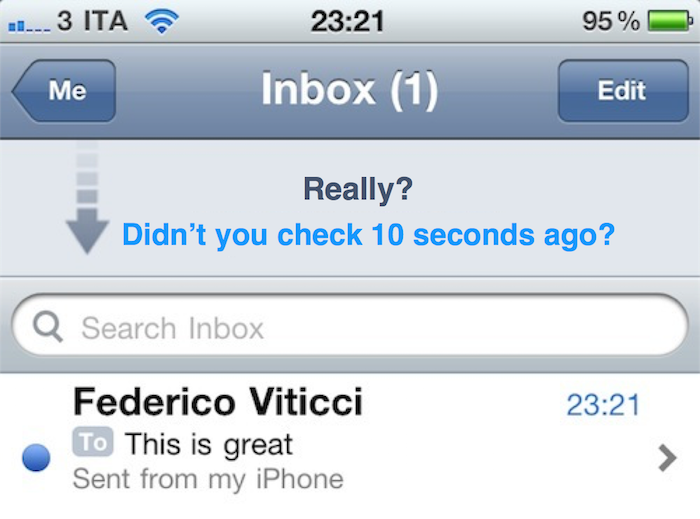 3 ITA 23:21 95 %
Me Inbox (1) Edit
Really?
Didn't you check 10 seconds ago?
Search Inbox
Federico Viticci 23:21
To This is great
Sent from my iPhone